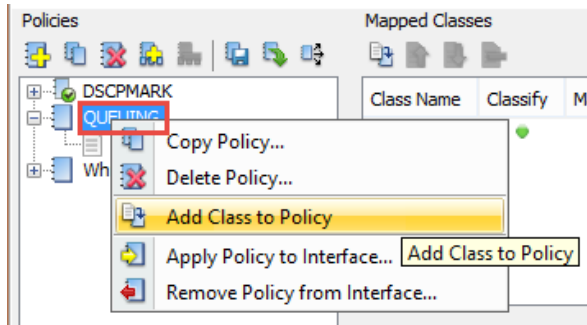 Policies
Mapped Classes
DSCPMARK
Class Name Classify M
QUEUING
Copy Policy...
Wh
Delete Policy...
Add Class to Policy
Apply Policy to Interface...
Add Class to Policy
Remove Policy from Interface...